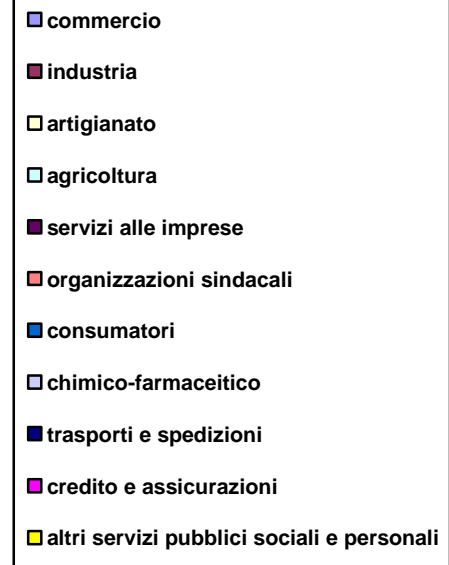 commercio
industria
artigianato
agricoltura
servizi alle imprese
organizzazioni sindacali
consumatori
chimico-farmaceitico
trasporti e spedizioni
credito e assicurazioni
altri servizi pubblici sociali e personali